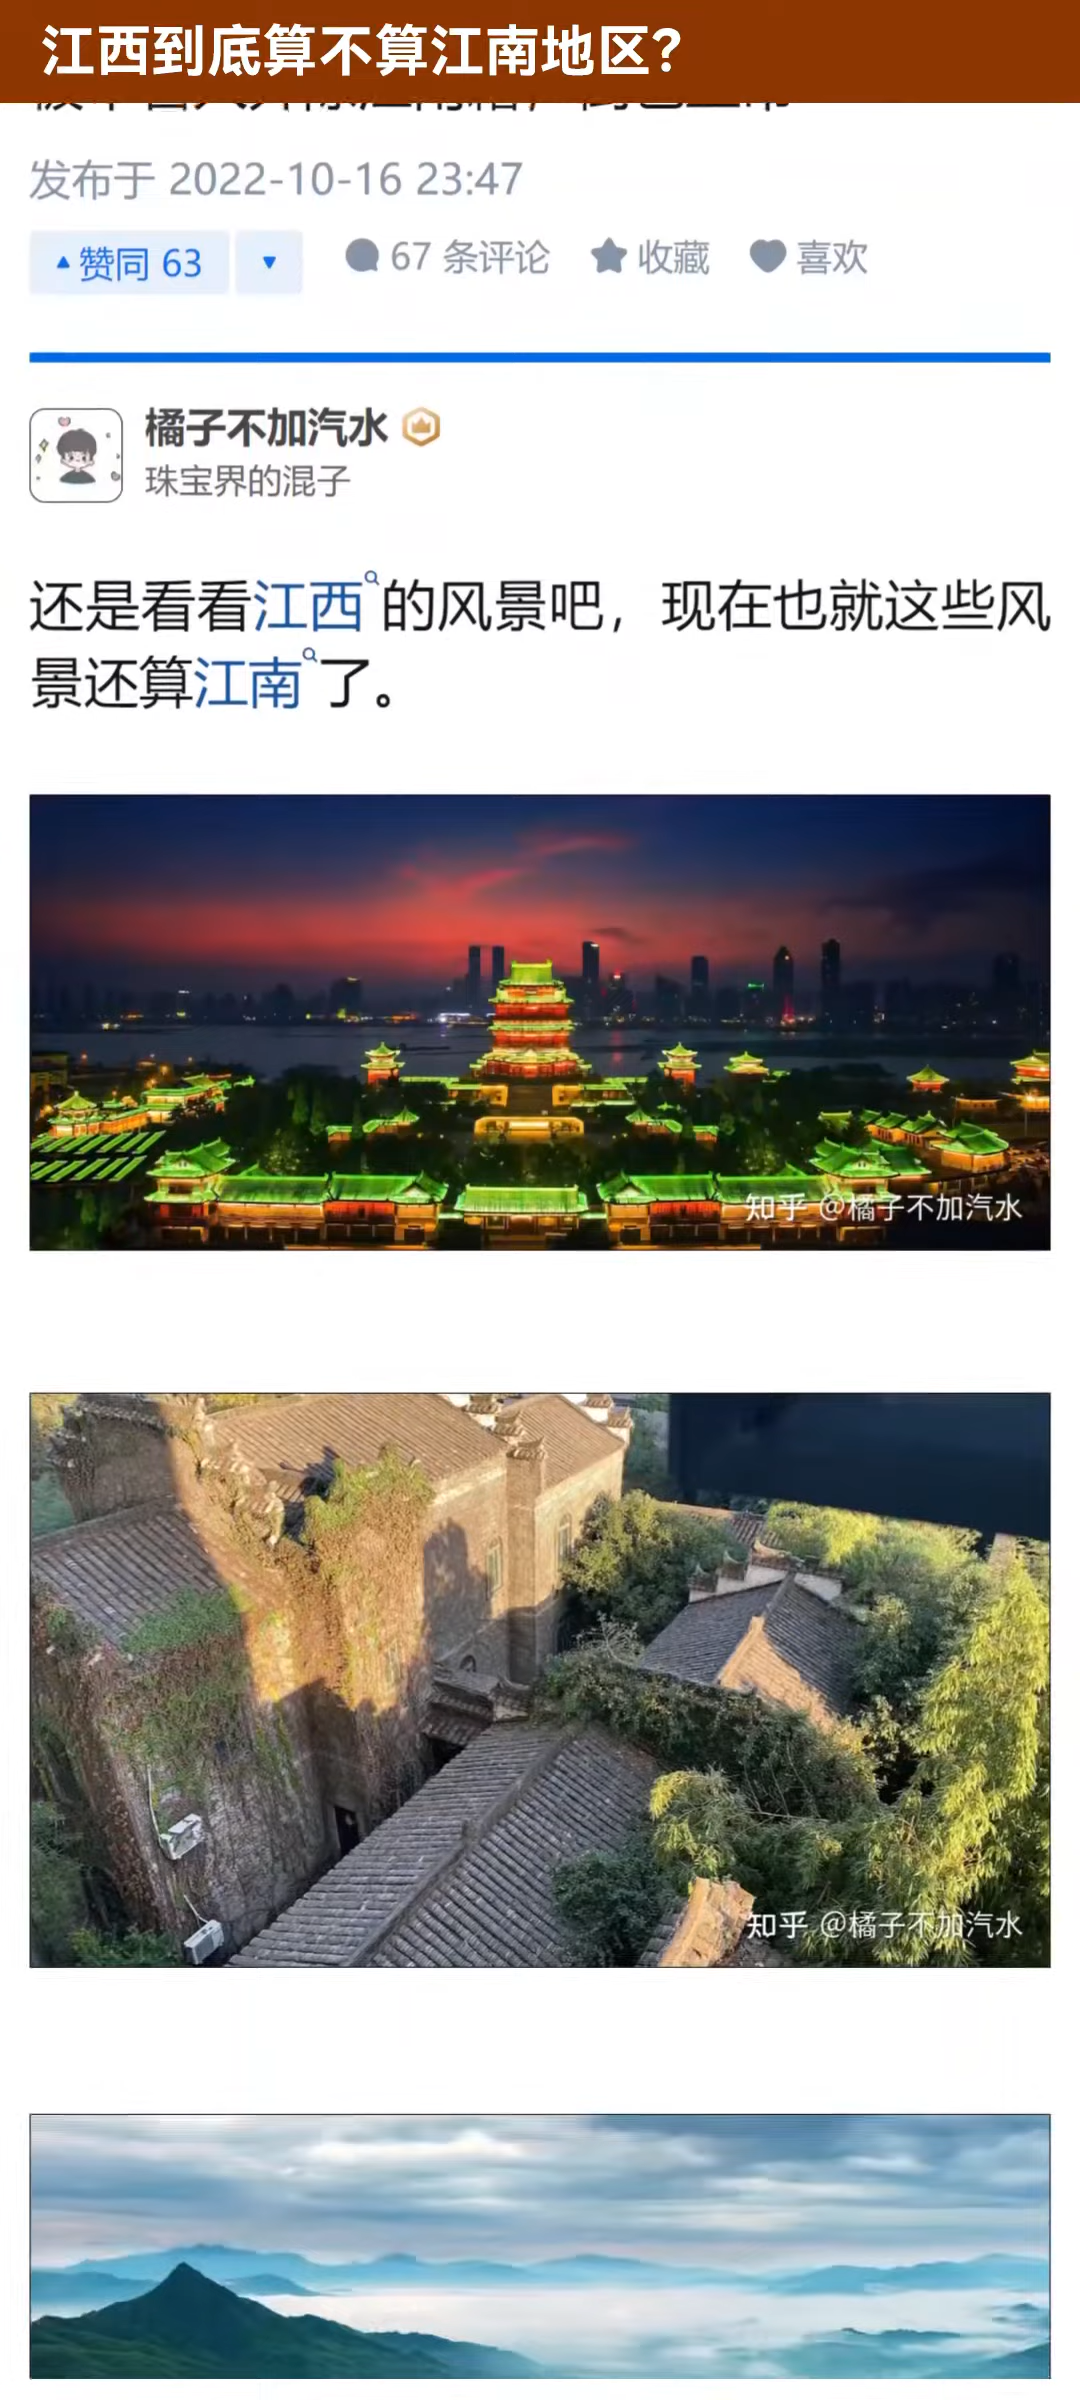 江西到底算不算江南地区?
发布于 2022-10-16 23:47
赞同 63
67 条评论
收藏
喜欢
橘子不加汽水
珠宝界的混子
还是看看江西的风景吧，现在也就这些风
景还算江南了。
知乎 @橘子不加汽水
知乎 @橘子不加汽水